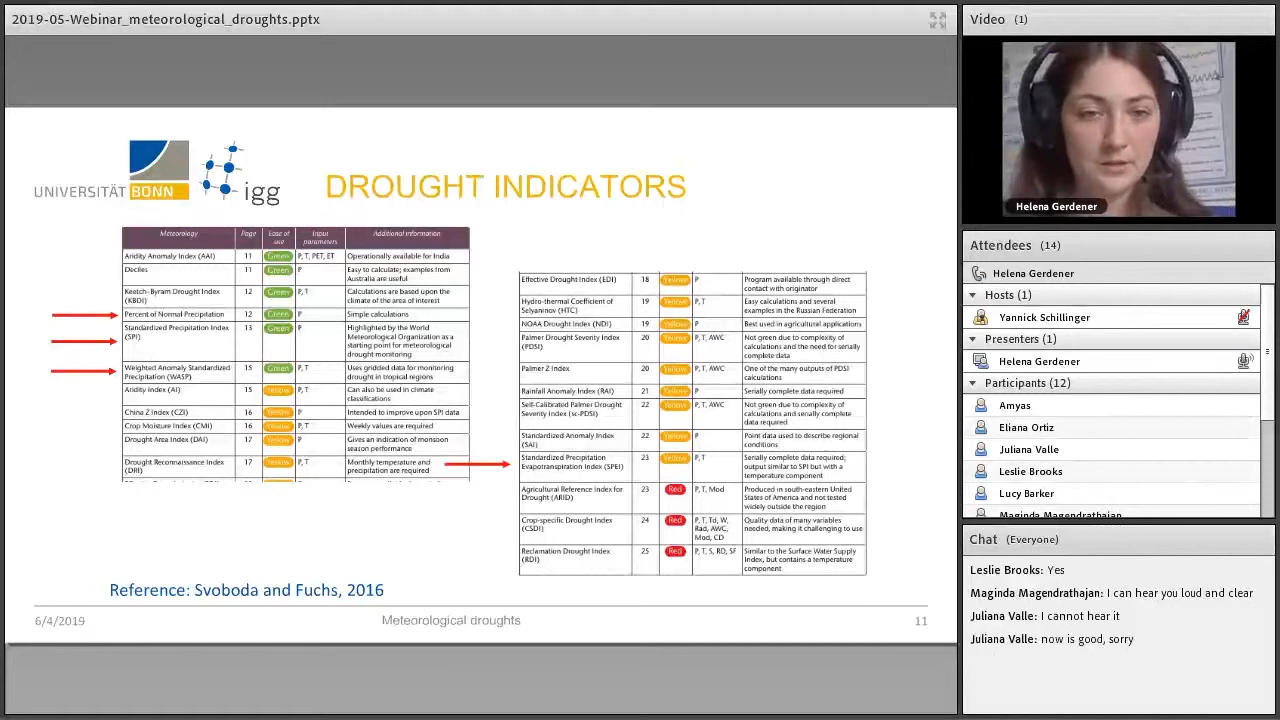 2019-05-Webinar_meteorological_droughts.pptx
UNIVERSITÄT BONN
igg
DROUGHT INDICATORS
Meteorology Page Ease of use Input parameters Additional information
Aridity Anomaly Index (AAI) 11 Green P, T, PET, ET Operationally available for India
Deciles 11 Green P Easy to calculate; examples from
Australia are useful
Keetch–Byram Drought Index 12 Green P, T Calculations are based upon the
(KBDI) climate of the area of interest
Percent of Normal Precipitation 12 Green P Simple calculations
Standardized Precipitation Index 13 Green P Highlighted by the World
(SPI) Meteorological Organization as a
starting point for meteorological
drought monitoring
Weighted Anomaly Standardized 15 Green P, T Uses gridded data for monitoring
Precipitation (WASP) drought in tropical regions
Aridity Index (AI) 15 Yellow P, T Can also be used in climate
classifications
China Z Index (CZI) 16 Yellow P Intended to improve upon SPI data
Crop Moisture Index (CMI) 16 Yellow P, T Weekly values are required
Drought Area Index (DAI) 17 Yellow P Gives an indication of monsoon
season performance
Drought Reconnaissance Index 17 Yellow P, T Monthly temperature and
(DRI) precipitation are required
Effective Drought Index (EDI) 18 Yellow P Program available through direct
contact with originator
Hydro-thermal Coefficient of 19 Yellow P, T Easy calculations and several
Selyaninov (HTC) examples in the Russian Federation
NOAA Drought Index (NDI) 19 Yellow P Best used in agricultural applications
Palmer Drought Severity Index 20 Yellow P, T, AWC Not green due to complexity of
(PDSI) calculations and the need for serially
complete data
Palmer Z Index 20 Yellow P, T, AWC One of the many outputs of PDSI
calculations
Rainfall Anomaly Index (RAI) 21 Yellow P Serially complete data required
Self-Calibrated Palmer Drought 22 Yellow P, T, AWC Not green due to complexity of
Severity Index (sc-PDSI) calculations and serially complete
data required
Standardized Anomaly Index 22 Yellow P Point data used to describe regional
(SAI) conditions
Standardized Precipitation 23 Yellow P, T Serially complete data required;
Evapotranspiration Index (SPEI) output similar to SPI but with a
temperature component
Agricultural Reference Index for 23 Red P, T, Mod Produced in south-eastern United
Drought (ARID) States of America and not tested
widely outside the region
Crop-specific Drought Index 24 Red P, T, Td, W, Quality data of many variables
(CSDI) Rad, AWC, needed, making it challenging to use
Mod, CD
Reclamation Drought Index 25 Red P, T, S, RD, SF Similar to the Surface Water Supply
(RDI) Index, but contains a temperature
component
Reference: Svoboda and Fuchs, 2016
6/4/2019 Meteorological droughts 11
Video (1)
Helena Gerdener
Attendees (14)
Helena Gerdener
Hosts (1)
Yannick Schillinger
Presenters (1)
Helena Gerdener
Participants (12)
Amyas
Eliana Ortiz
Juliana Valle
Leslie Brooks
Lucy Barker
Maginda Magendrathajan
Chat (Everyone)
Leslie Brooks: Yes
Maginda Magendrathajan: I can hear you loud and clear
Juliana Valle: I cannot hear it
Juliana Valle: now is good, sorry